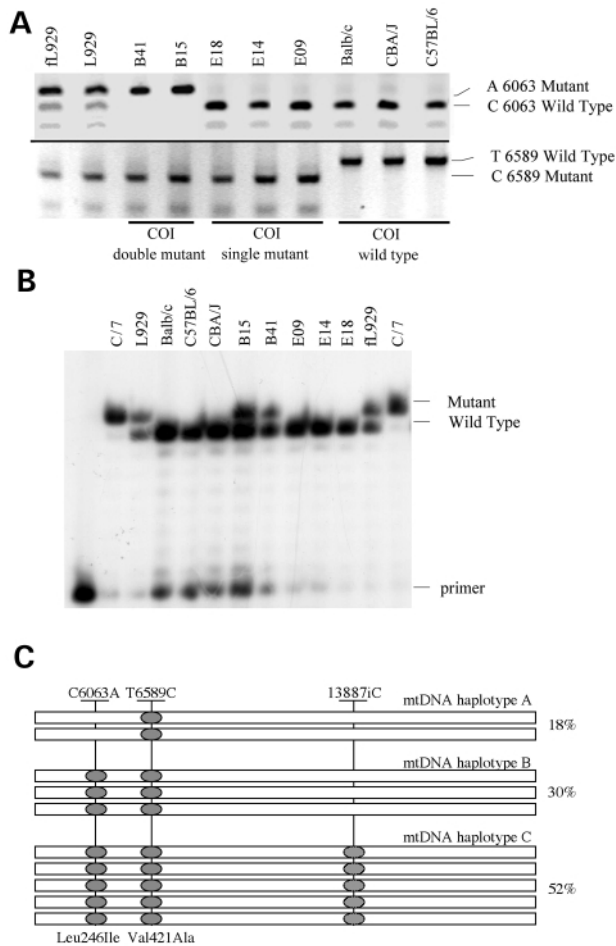 A
fL929 L929 B41 B15 E18 E14 E09 Balb/c CBA/J C57BL/6
A 6063 Mutant
C 6063 Wild Type
T 6589 Wild Type
C 6589 Mutant
COI COI COI
double mutant single mutant wild type
B
C/7 L929 Balb/c C57BL/6 CBA/J B15 B41 E09 E14 E18 fL929 C/7
Mutant
Wild Type
primer
C
C6063A T6589C 13887iC
mtDNA haplotype A
18%
mtDNA haplotype B
30%
mtDNA haplotype C
52%
Leu246Ile Val421Ala